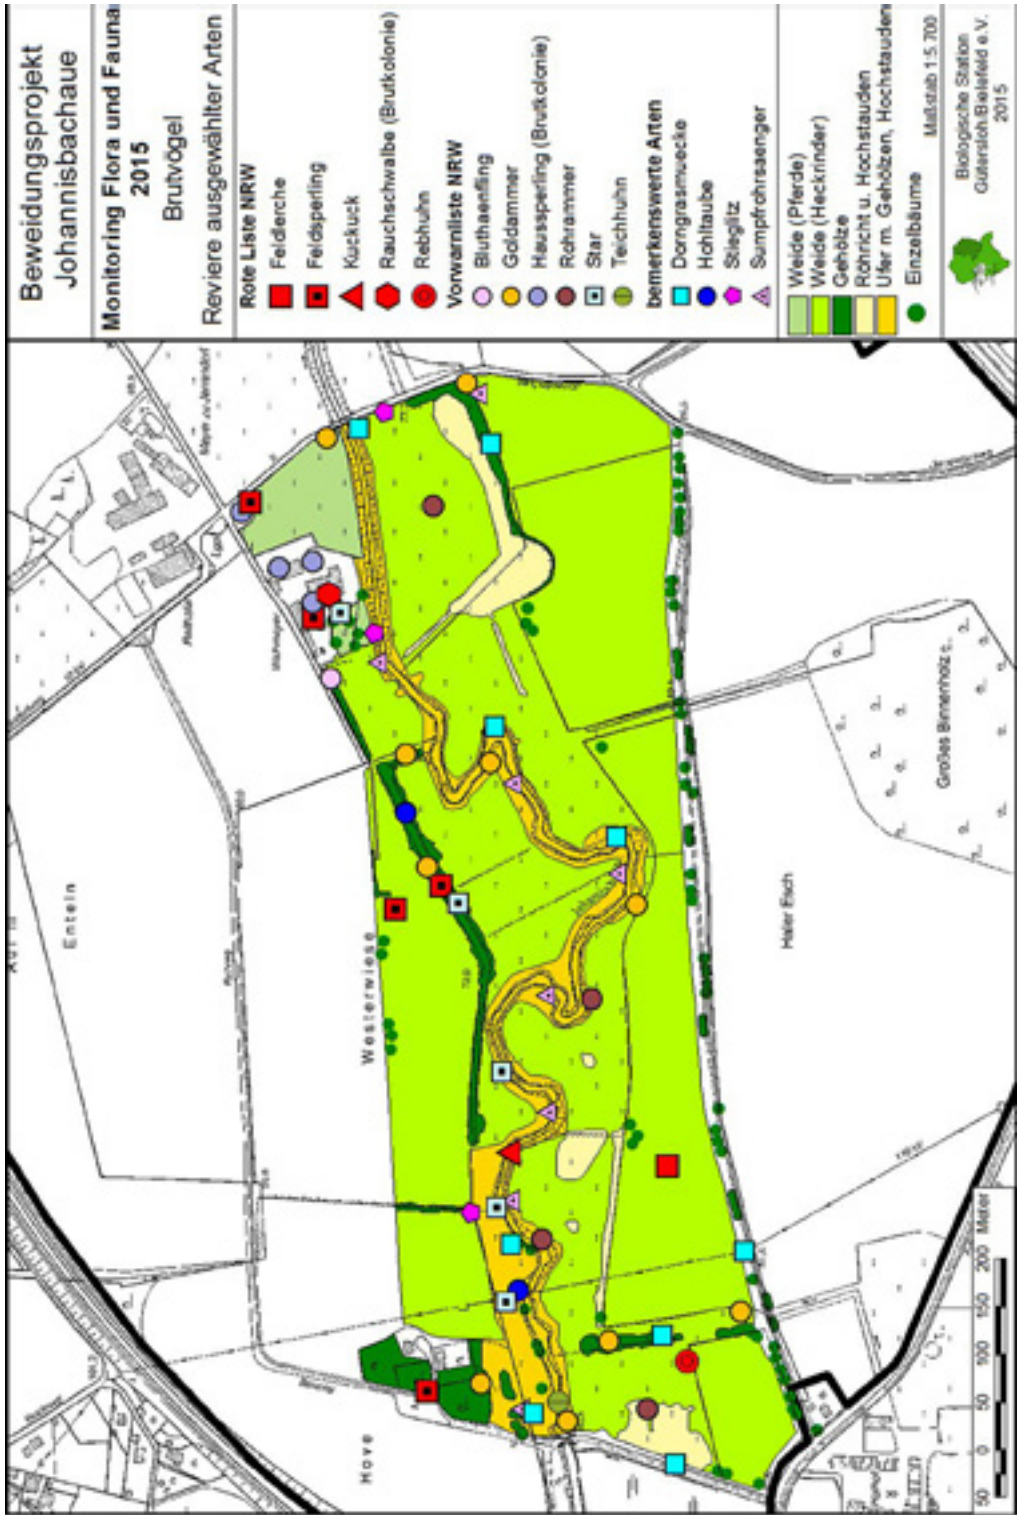 Beweidungsprojekt
Johannisbachaue
Monitoring Flora und Fauna
2015
Brutvögel
Reviere ausgewählter Arten
Rote Liste NRW
Feldlerche
Feldsperling
Kuckuck
Rauchschwalbe (Brutkolonie)
Rebhuhn
Vorwarnliste NRW
Bluthaenfling
Goldammer
Haussperling (Brutkolonie)
Rohrammer
Star
Teichhuhn
bemerkenswerte Arten
Dorngrasmuecke
Hohltaube
Stieglitz
Sumpfrohrsaenger
Weide (Pferde)
Weide (Heckrinder)
Gehölze
Röhricht u. Hochstauden
Ufer m. Gehölzen, Hochstauden
Einzelbäume
Maßstab 1:5.700
Biologische Station
Gütersloh/Bielefeld e.V.
2015
Meyer zu Jerrendorf
Entein
Westerwiese
Hove
Haler Esch
Großes Binnenholz
50 0 50 100 150 200 Meter